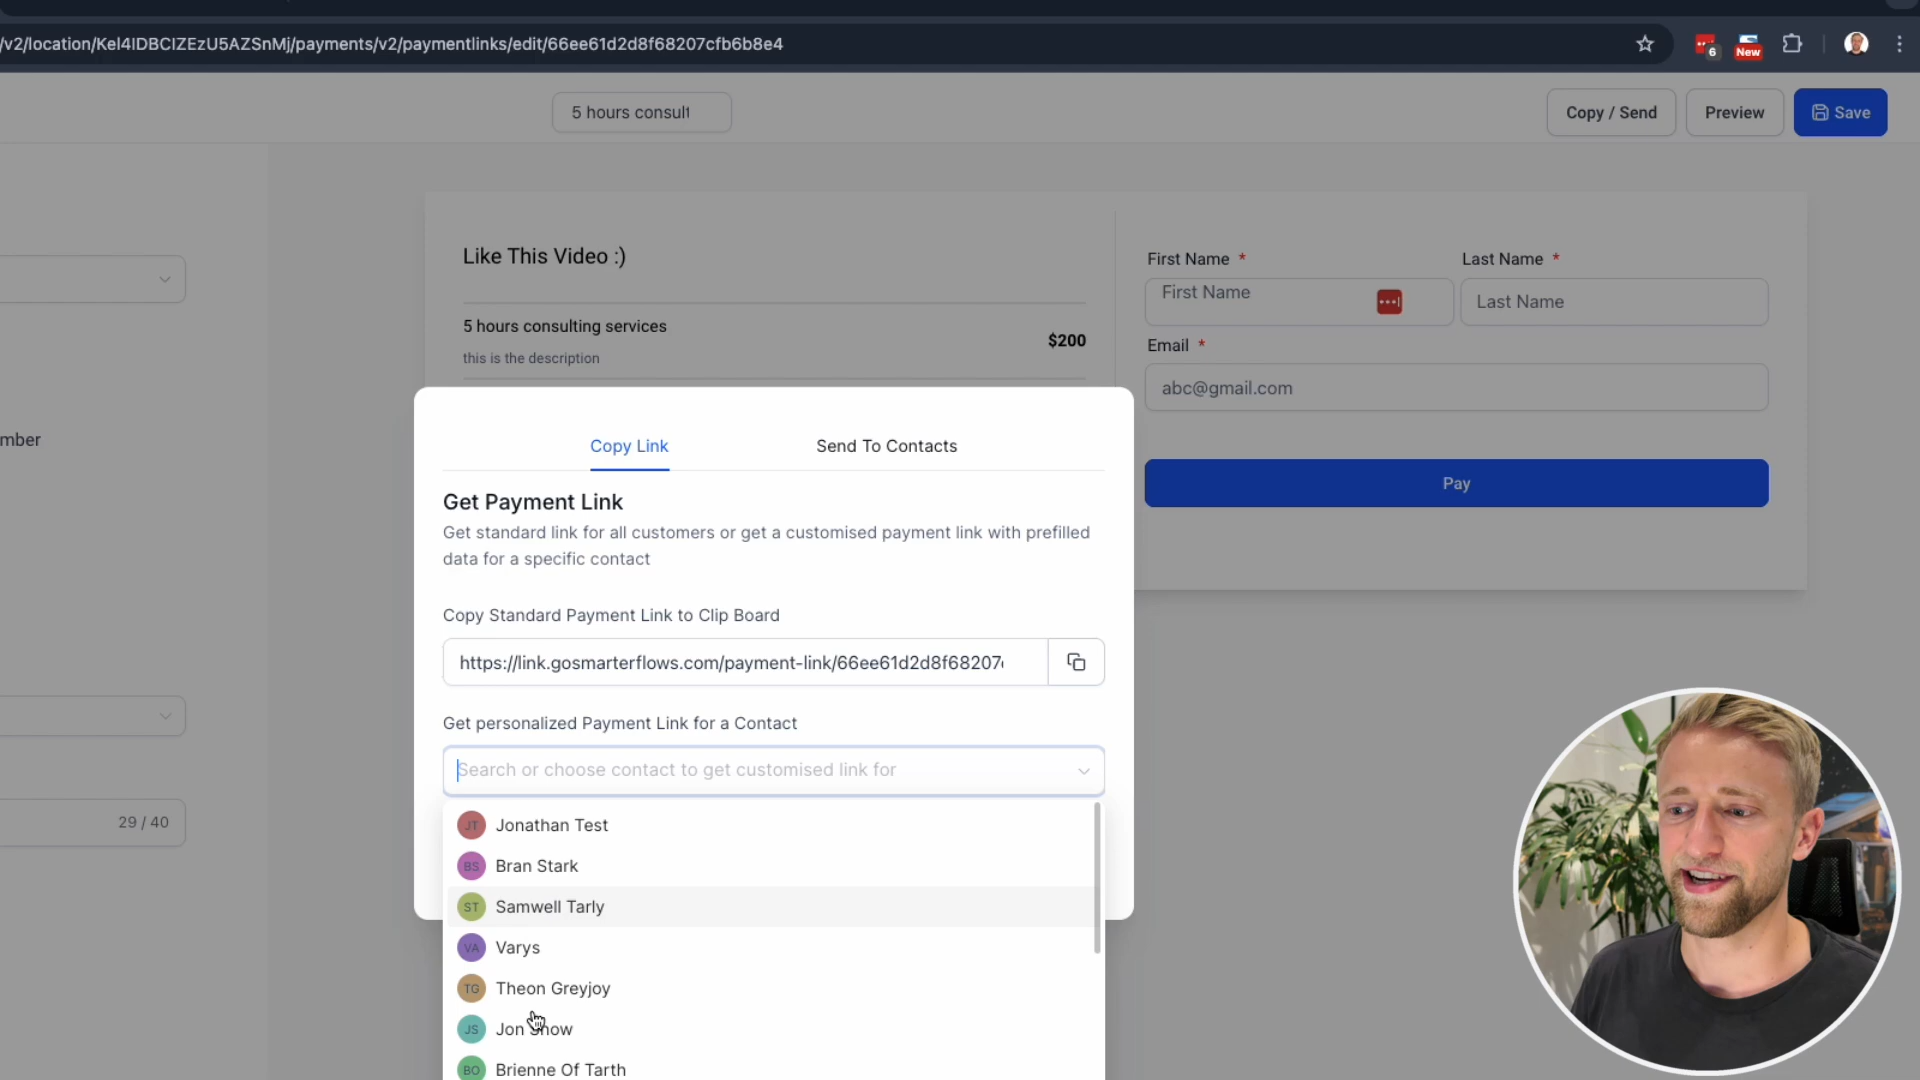 /v2/location/Kel4IDBCIZEzU5AZSnMj/payments/v2/paymentlinks/edit/66ee61d2d8f68207cfb6b8e4
6
New
5 hours consult
Copy / Send
Preview
Save
Like This Video :)
5 hours consulting services
this is the description
$200
First Name *
Last Name *
First Name
Last Name
Email *
abc@gmail.com
Pay
mber
29 / 40
Copy Link
Send To Contacts
Get Payment Link
Get standard link for all customers or get a customised payment link with prefilled
data for a specific contact
Copy Standard Payment Link to Clip Board
https://link.gosmarterflows.com/payment-link/66ee61d2d8f68207
Get personalized Payment Link for a Contact
Search or choose contact to get customised link for
JT Jonathan Test
BS Bran Stark
ST Samwell Tarly
VA Varys
TG Theon Greyjoy
JS Jon Snow
BO Brienne Of Tarth